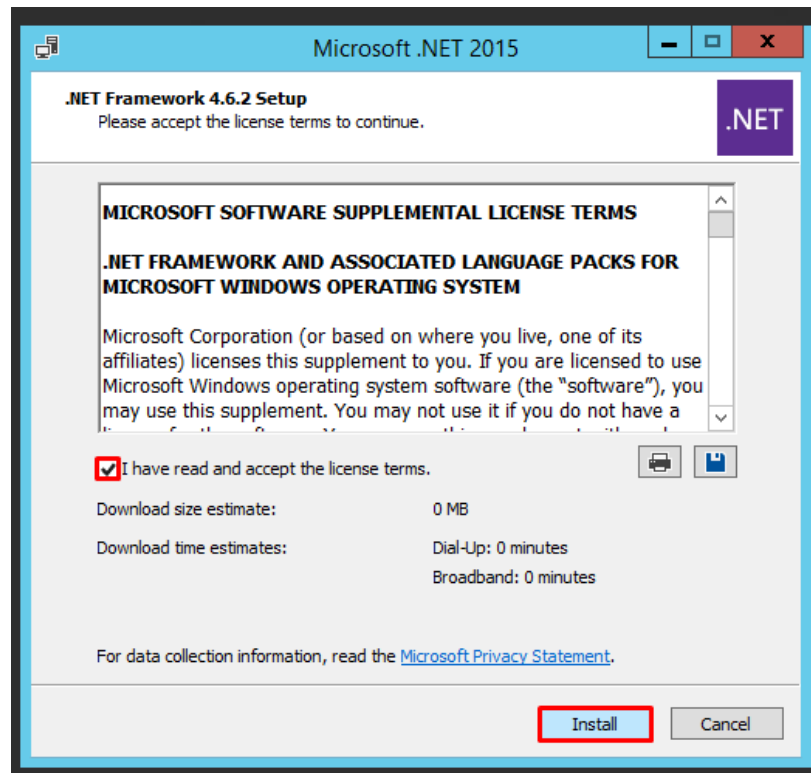 Microsoft .NET 2015
.NET Framework 4.6.2 Setup
Please accept the license terms to continue.
.NET
MICROSOFT SOFTWARE SUPPLEMENTAL LICENSE TERMS
.NET FRAMEWORK AND ASSOCIATED LANGUAGE PACKS FOR
MICROSOFT WINDOWS OPERATING SYSTEM
Microsoft Corporation (or based on where you live, one of its
affiliates) licenses this supplement to you. If you are licensed to use
Microsoft Windows operating system software (the “software”), you
may use this supplement. You may not use it if you do not have a
I have read and accept the license terms.
Download size estimate: 0 MB
Download time estimates: Dial-Up: 0 minutes
Broadband: 0 minutes
For data collection information, read the Microsoft Privacy Statement.
Install Cancel